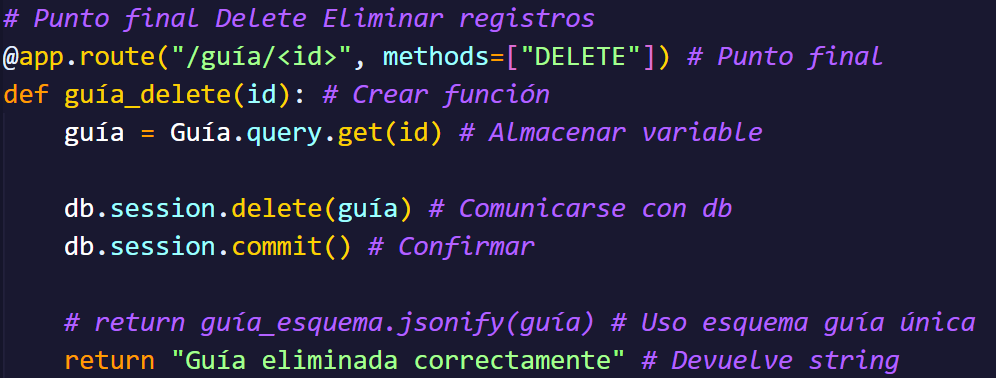 # Punto final Delete Eliminar registros
@app.route("/guía/<id>", methods=["DELETE"]) # Punto final
def guía_delete(id): # Crear función
    guía = Guía.query.get(id) # Almacenar variable

    db.session.delete(guía) # Comunicarse con db
    db.session.commit() # Confirmar

    # return guía_esquema.jsonify(guía) # Uso esquema guía única
    return "Guía eliminada correctamente" # Devuelve string